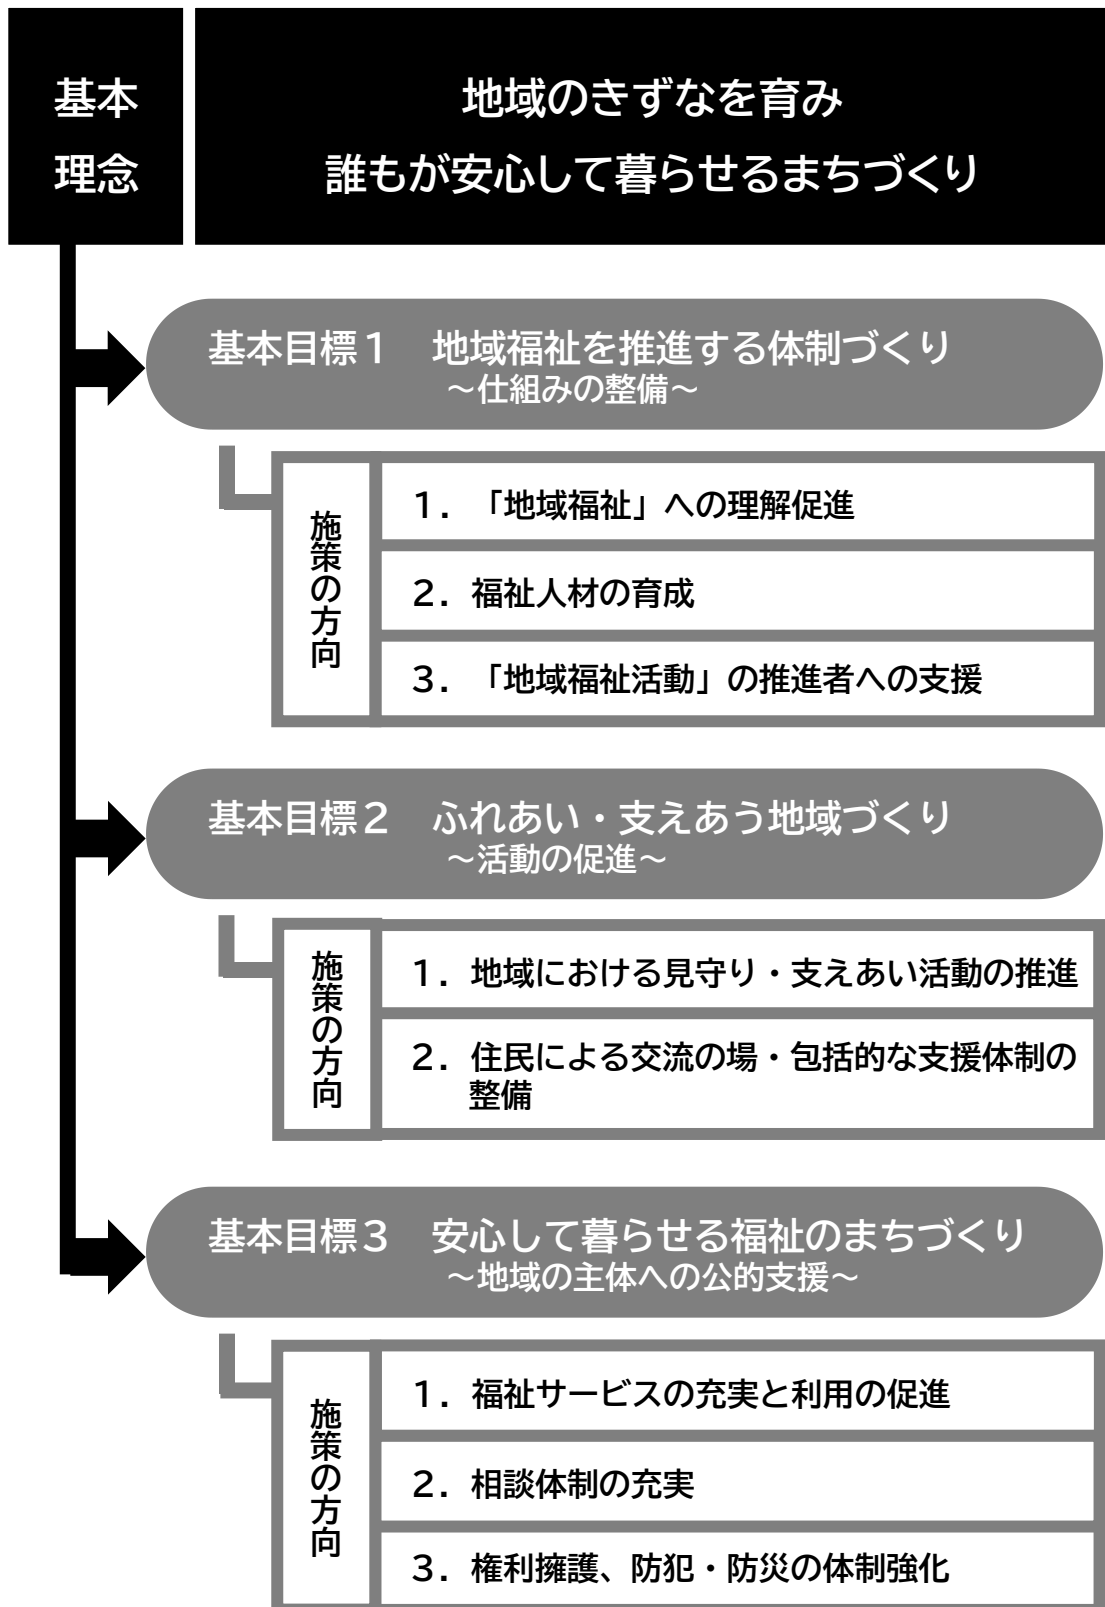 基本
理念
地域のきずなを育み
誰もが安心して暮らせるまちづくり
基本目標１　地域福祉を推進する体制づくり
～仕組みの整備～
施策の方向
１．「地域福祉」への理解促進
２．福祉人材の育成
３．「地域福祉活動」の推進者への支援
基本目標２　ふれあい・支えあう地域づくり
～活動の促進～
施策の方向
１．地域における見守り・支えあい活動の推進
２．住民による交流の場・包括的な支援体制の
整備
基本目標３　安心して暮らせる福祉のまちづくり
～地域の主体への公的支援～
施策の方向
１．福祉サービスの充実と利用の促進
２．相談体制の充実
３．権利擁護、防犯・防災の体制強化